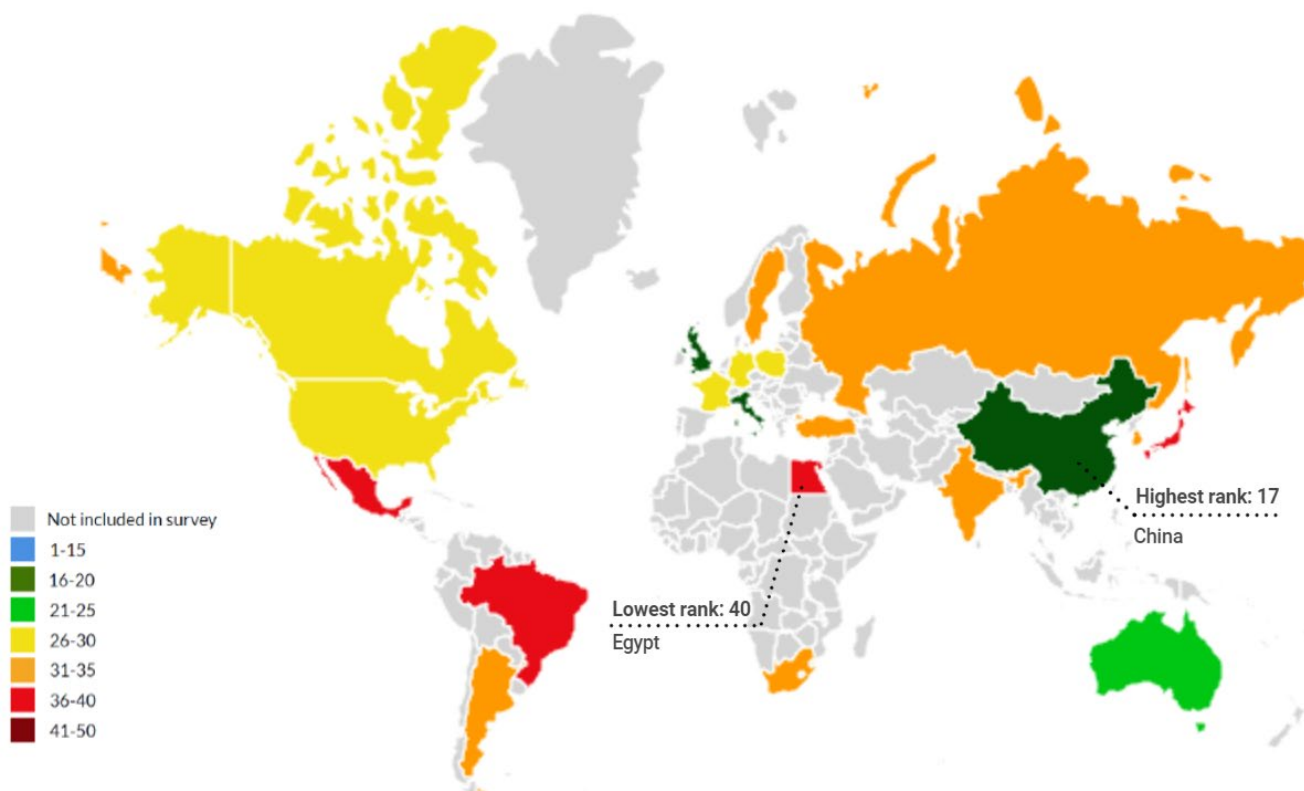 Not included in survey
1-15
16-20
21-25
26-30
31-35
36-40
41-50
Lowest rank: 40
Egypt
Highest rank: 17
China